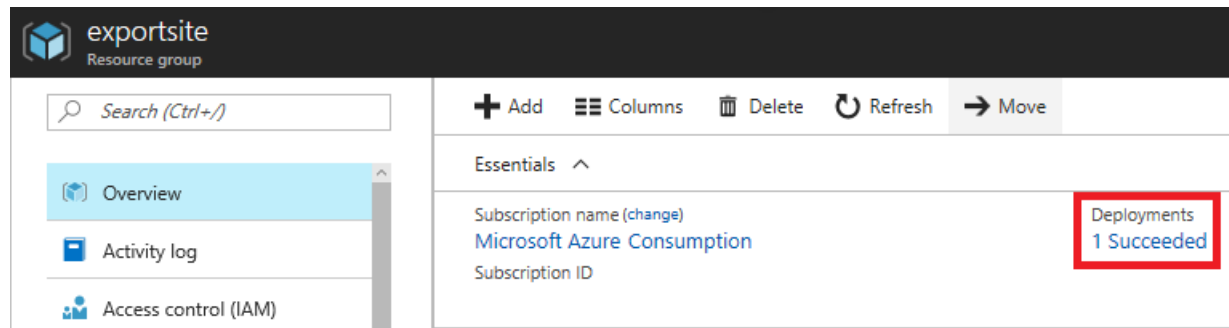 exportsite
Resource group
Search (Ctrl+/)
Overview
Activity log
Access control (IAM)
Add Columns Delete Refresh Move
Essentials
Subscription name (change)
Microsoft Azure Consumption
Subscription ID
Deployments
1 Succeeded